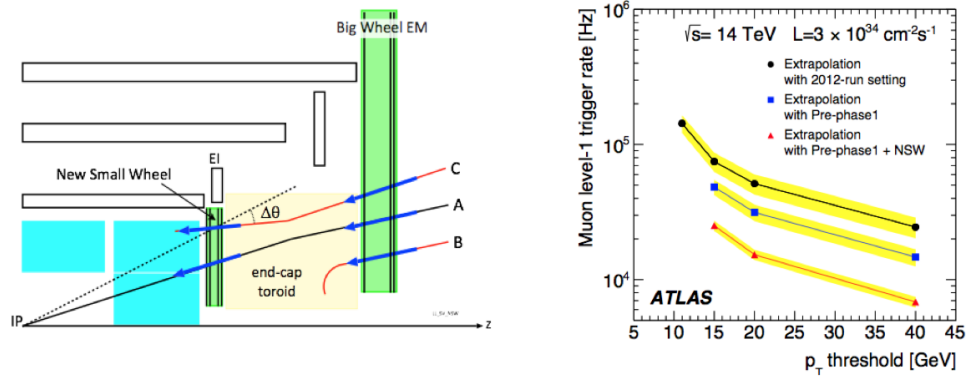 Big Wheel EM
EI
New Small Wheel
Δθ
C
A
B
end-cap
toroid
IP
z
Muon level-1 trigger rate [Hz]
10⁶
10⁵
10⁴
√s= 14 TeV L=3 × 10³⁴ cm⁻²s⁻¹
Extrapolation
with 2012-run setting
Extrapolation
with Pre-phase1
Extrapolation
with Pre-phase1 + NSW
ATLAS
5 10 15 20 25 30 35 40 45
p_T threshold [GeV]